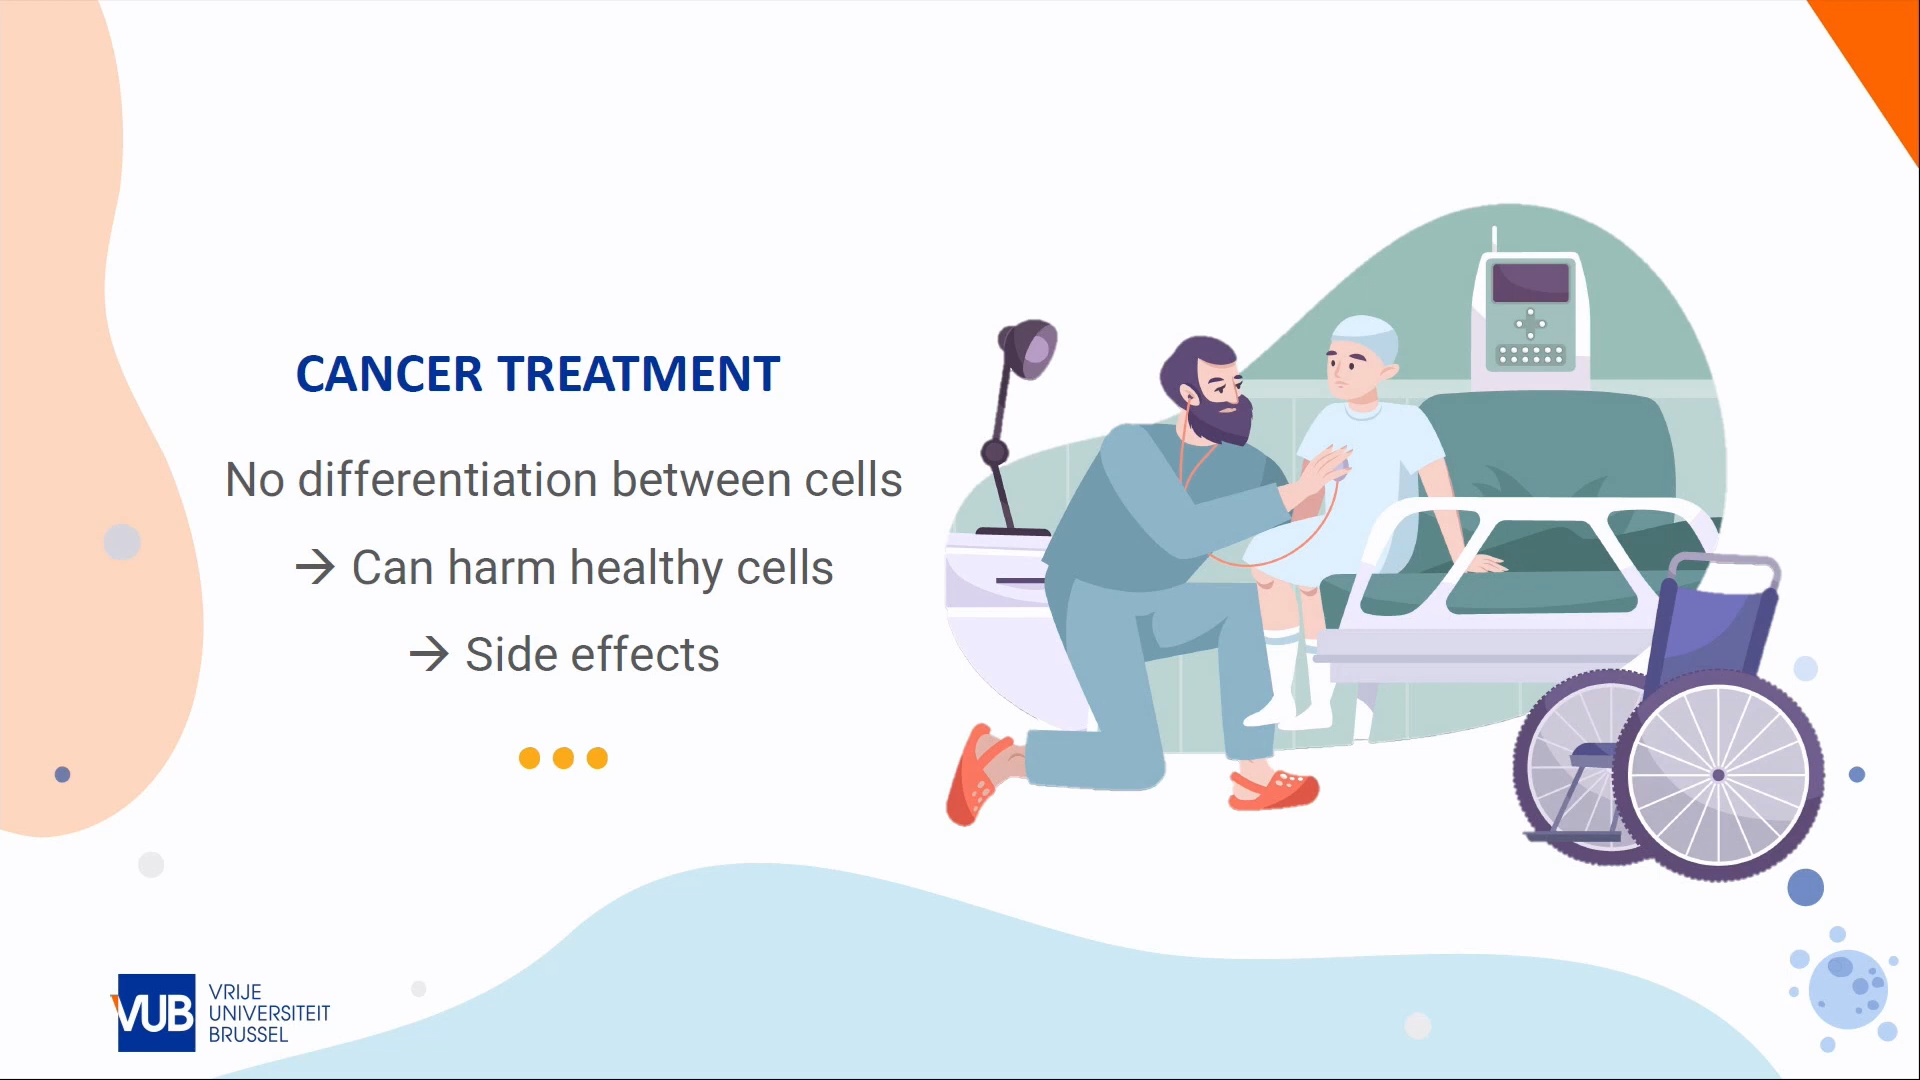 CANCER TREATMENT
No differentiation between cells
→ Can harm healthy cells
→ Side effects
VUB
VRIJE
UNIVERSITEIT
BRUSSEL